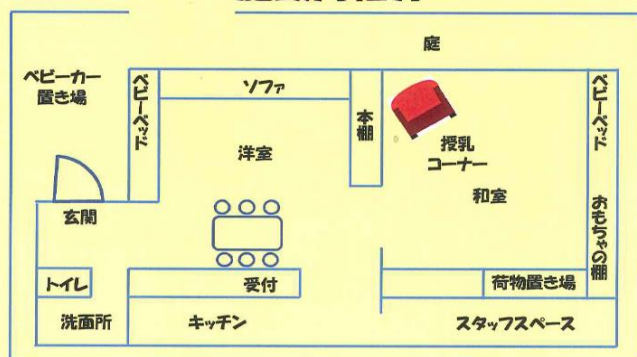 庭
ベビーカー
置き場
ベビーベッド
ソファ
本棚
授乳
コーナー
ベビーベッド
洋室
和室
おもちゃの棚
玄関
トイレ
受付
荷物置き場
洗面所
キッチン
スタッフスペース